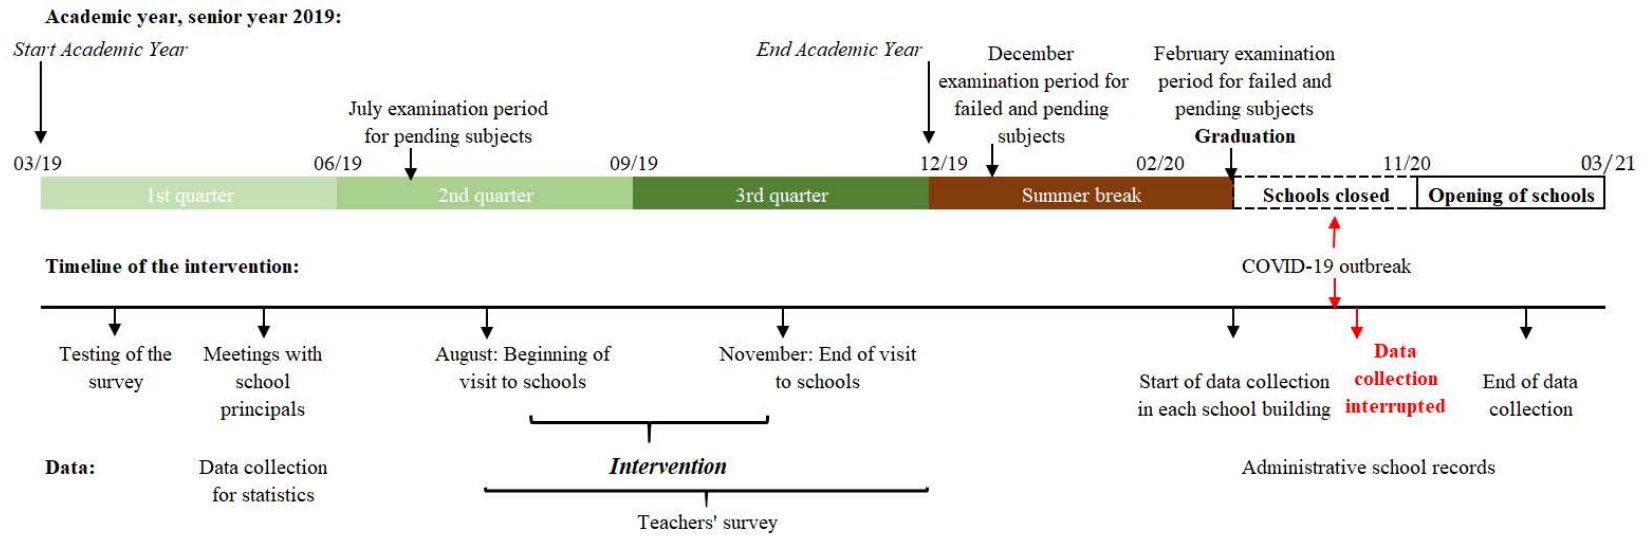 Academic year, senior year 2019:
Start Academic Year
End Academic Year
December
examination period for
failed and pending
subjects
February examination
period for failed and
pending subjects
Graduation
July examination period
for pending subjects
03/19
06/19
09/19
12/19
02/20
11/20
03/21
1st quarter
2nd quarter
3rd quarter
Summer break
Schools closed
Opening of schools
Timeline of the intervention:
COVID-19 outbreak
Testing of the
survey
Meetings with
school
principals
August: Beginning of
visit to schools
November: End of visit
to schools
Start of data collection
in each school building
Data
collection
interrupted
End of data
collection
Data:
Data collection
for statistics
Intervention
Administrative school records
Teachers' survey